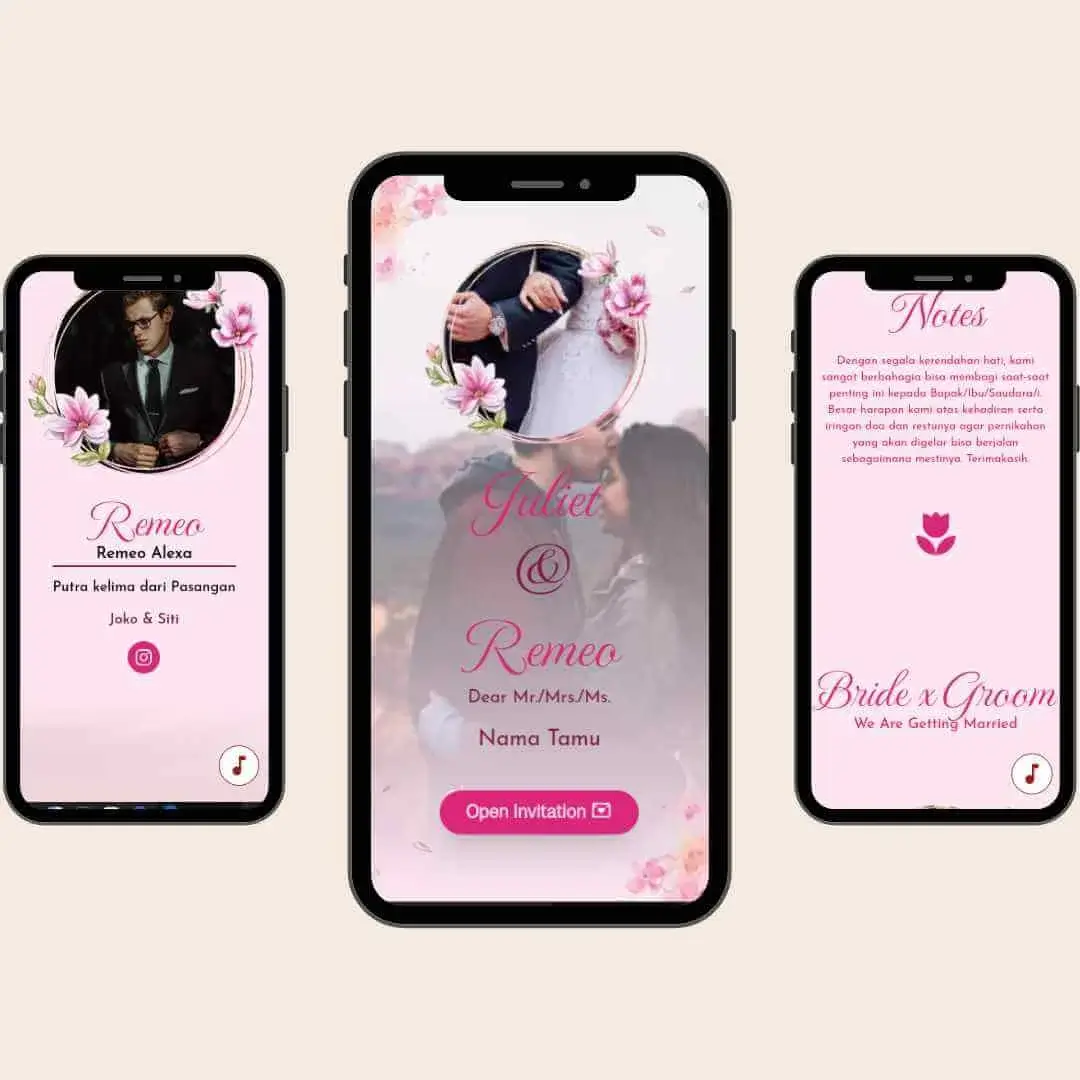 Remeo
Remeo Alexa
Putra kelima dari Pasangan
Joko & Siti
Juliet
&
Remeo
Dear Mr./Mrs./Ms.
Nama Tamu
Open Invitation
Notes
Dengan segala kerendahan hati, kami
sangat berbahagia bisa membagi saat-saat
penting ini kepada Bapak/Ibu/Saudara/i.
Besar harapan kami atas kehadiran serta
iringan doa dan restunya agar pernikahan
yang akan digelar bisa berjalan
sebagaimana mestinya. Terimakasih.
Bride x Groom
We Are Getting Married